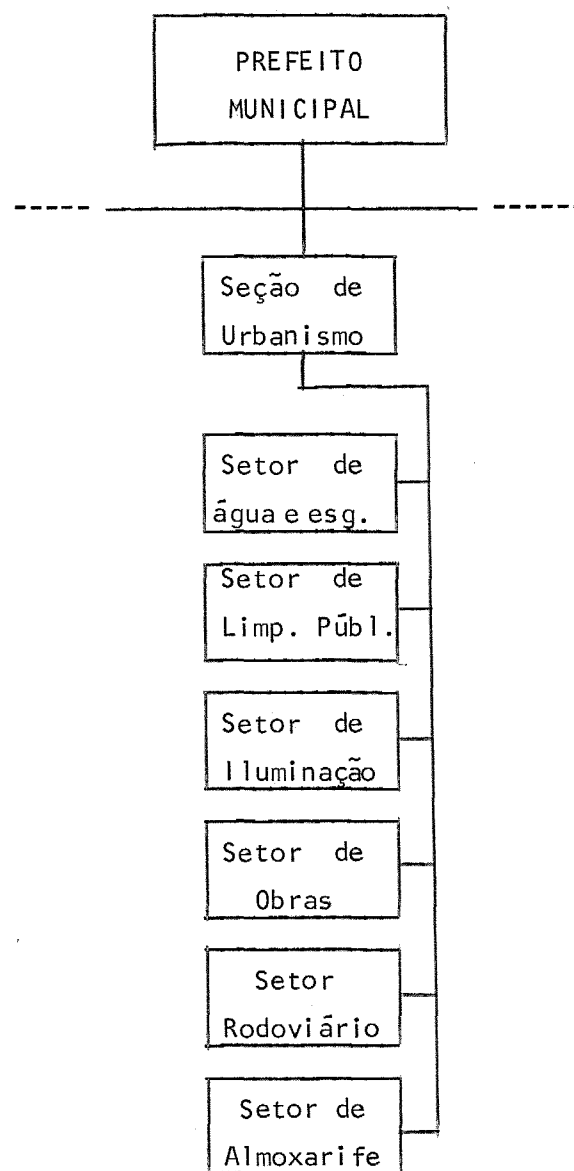 PREFEITO
MUNICIPAL
Seção de
Urbanismo
Setor de
água e esg.
Setor de
Limp. Públ.
Setor de
Iluminação
Setor de
Obras
Setor
Rodoviário
Setor de
Almoxarife